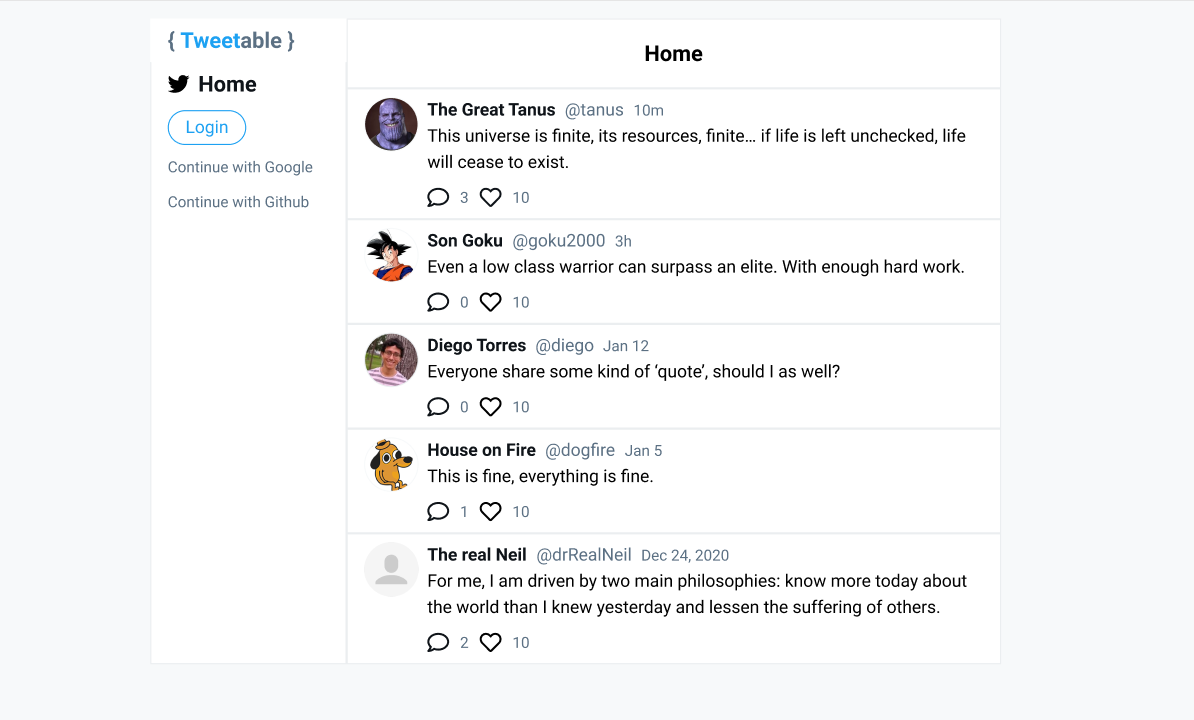 { Tweetable }
Home
Login
Continue with Google
Continue with Github
Home
The Great Tanus @tanus 10m
This universe is finite, its resources, finite… if life is left unchecked, life
will cease to exist.
3 10
Son Goku @goku2000 3h
Even a low class warrior can surpass an elite. With enough hard work.
0 10
Diego Torres @diego Jan 12
Everyone share some kind of ‘quote’, should I as well?
0 10
House on Fire @dogfire Jan 5
This is fine, everything is fine.
1 10
The real Neil @drRealNeil Dec 24, 2020
For me, I am driven by two main philosophies: know more today about
the world than I knew yesterday and lessen the suffering of others.
2 10